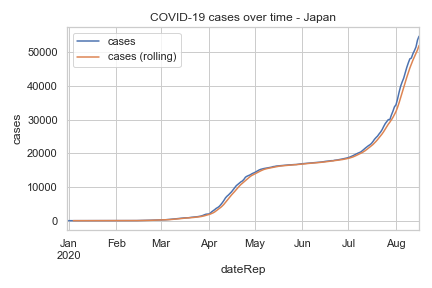 COVID-19 cases over time - Japan
cases
cases (rolling)
50000
40000
30000
20000
10000
0
cases
Jan Feb Mar Apr May Jun Jul Aug
2020
dateRep